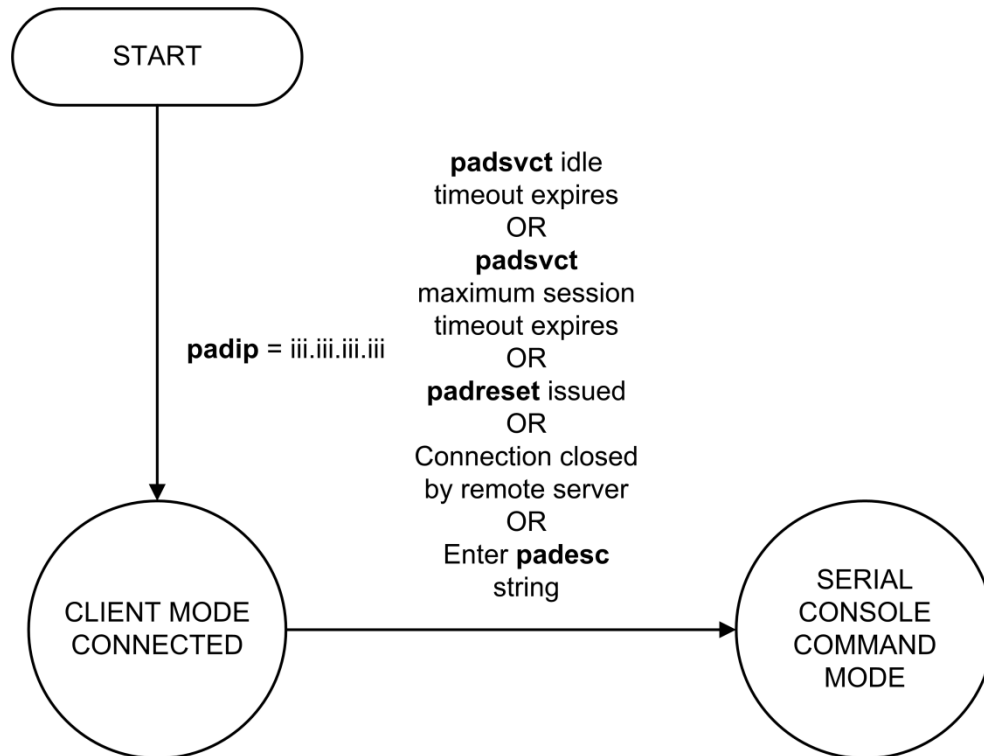 START
padsvct idle
timeout expires
OR
padsvct
maximum session
timeout expires
OR
padreset issued
OR
Connection closed
by remote server
OR
Enter padesc
string
padip = iii.iii.iii.iii
CLIENT MODE
CONNECTED
SERIAL
CONSOLE
COMMAND
MODE